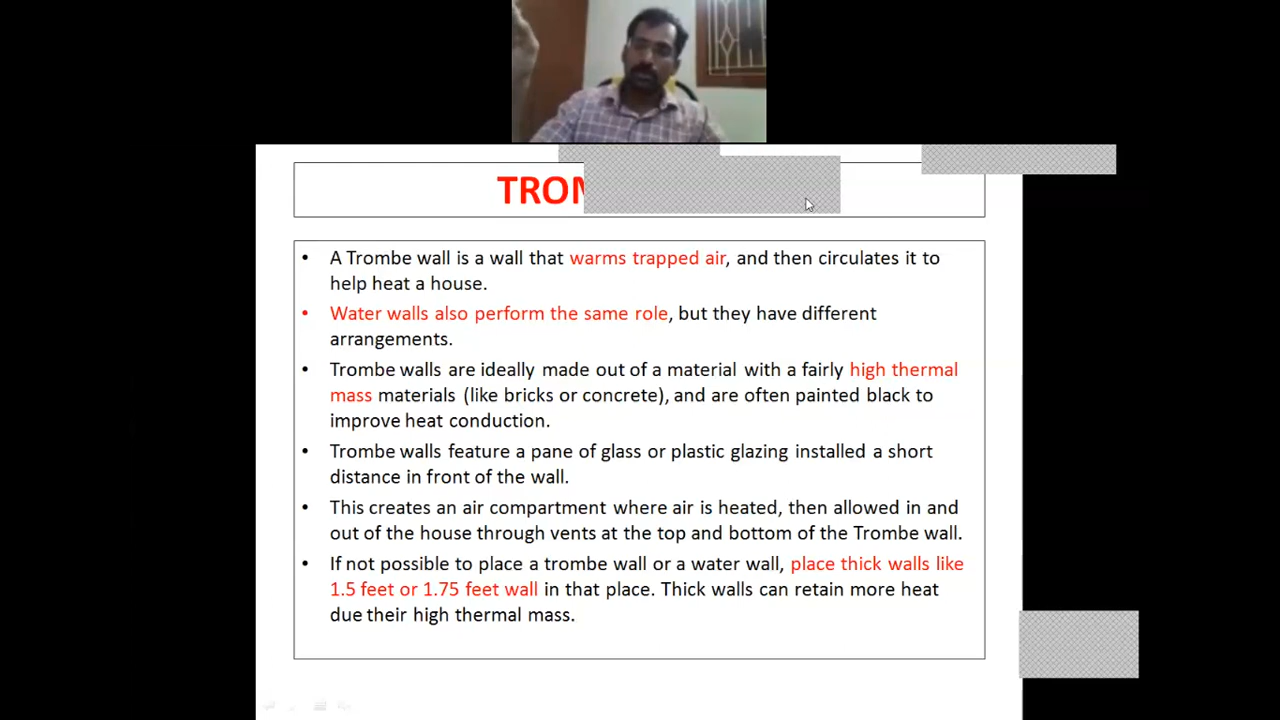 • A Trombe wall is a wall that warms trapped air, and then circulates it to
help heat a house.
• Water walls also perform the same role, but they have different
arrangements.
• Trombe walls are ideally made out of a material with a fairly high thermal
mass materials (like bricks or concrete), and are often painted black to
improve heat conduction.
• Trombe walls feature a pane of glass or plastic glazing installed a short
distance in front of the wall.
• This creates an air compartment where air is heated, then allowed in and
out of the house through vents at the top and bottom of the Trombe wall.
• If not possible to place a trombe wall or a water wall, place thick walls like
1.5 feet or 1.75 feet wall in that place. Thick walls can retain more heat
due their high thermal mass.